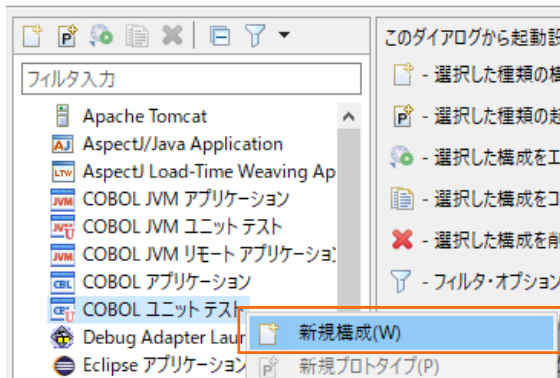 フィルタ入力
Apache Tomcat
AspectJ/Java Application
AspectJ Load-Time Weaving Ap
COBOL JVM アプリケーション
COBOL JVM ユニット テスト
COBOL JVM リモート アプリケーショ
COBOL アプリケーション
COBOL ユニット テスト
Debug Adapter Laun
Eclipse アプリケーション
新規構成(W)
新規プロトタイプ(P)
このダイアログから起動設
- 選択した種類の構
- 選択した種類の起
- 選択した構成をエ
- 選択した構成をコ
- 選択した構成を削
- フィルタ・オプション